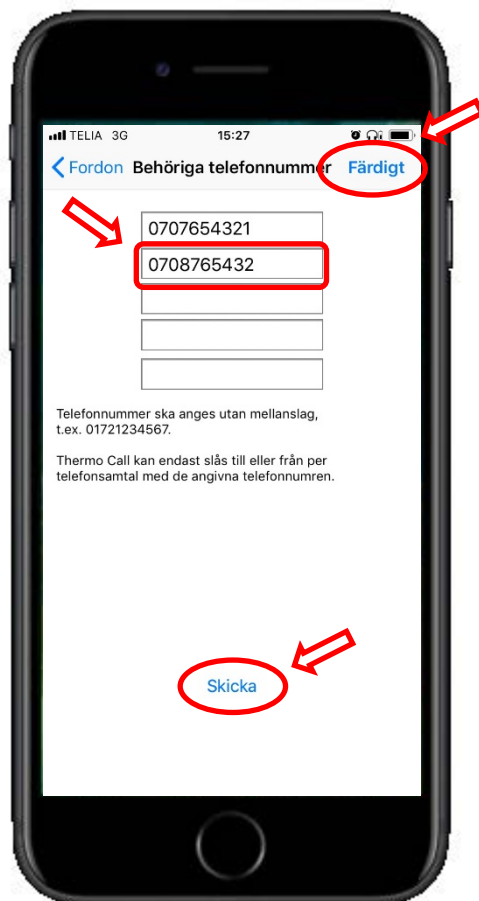 TELIA 3G 15:27
Fordon Behöriga telefonnummer Färdigt
0707654321
0708765432
Telefonnummer ska anges utan mellanslag,
t.ex. 01721234567.
Thermo Call kan endast slås till eller från per
telefonsamtal med de angivna telefonnumren.
Skicka